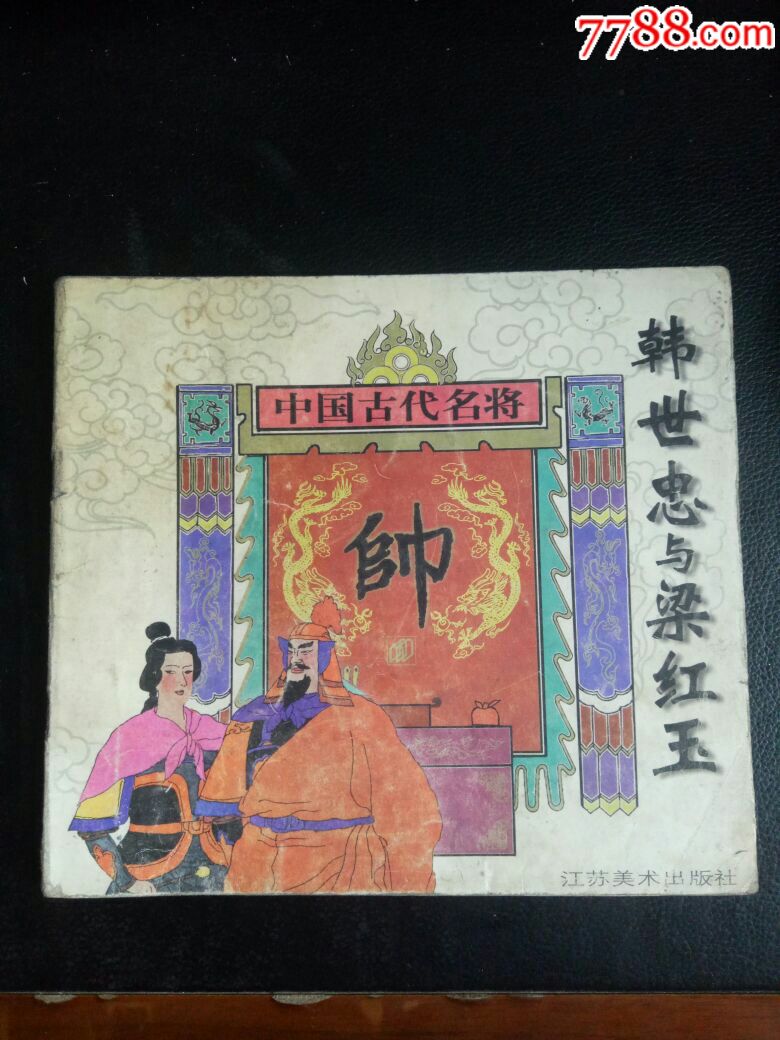 7788.com
中国古代名将
帥
韩世忠与梁红玉
江苏美术出版社